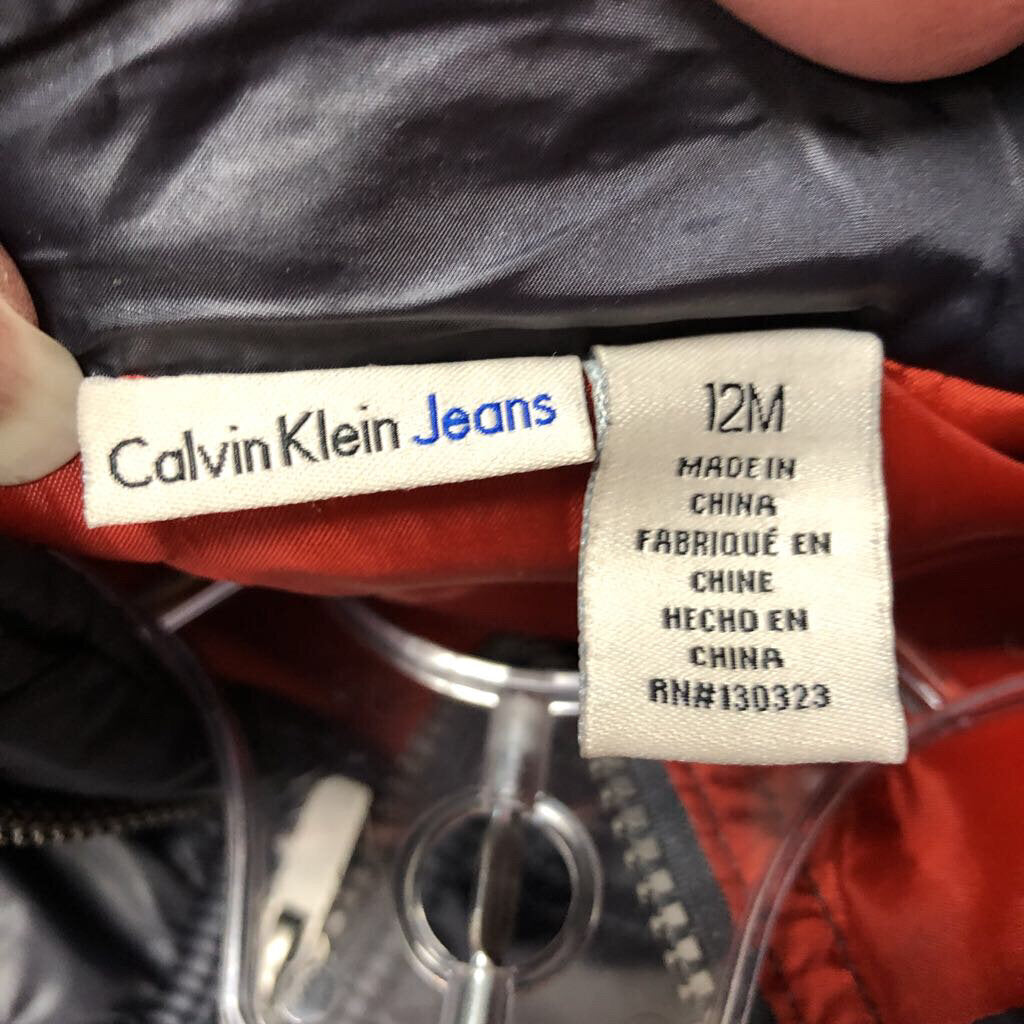 Calvin Klein Jeans
12M
MADE IN
CHINA
FABRIQUÉ EN
CHINE
HECHO EN
CHINA
RN#130323